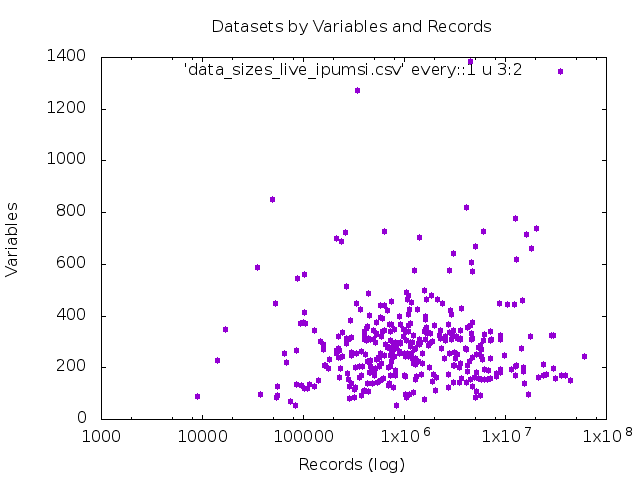 Datasets by Variables and Records
'data_sizes_live_ipumsi.csv' every::1 u 3:2
1400
1200
1000
800
600
400
200
0
Variables
1000 10000 100000 1x10^6 1x10^7 1x10^8
Records (log)